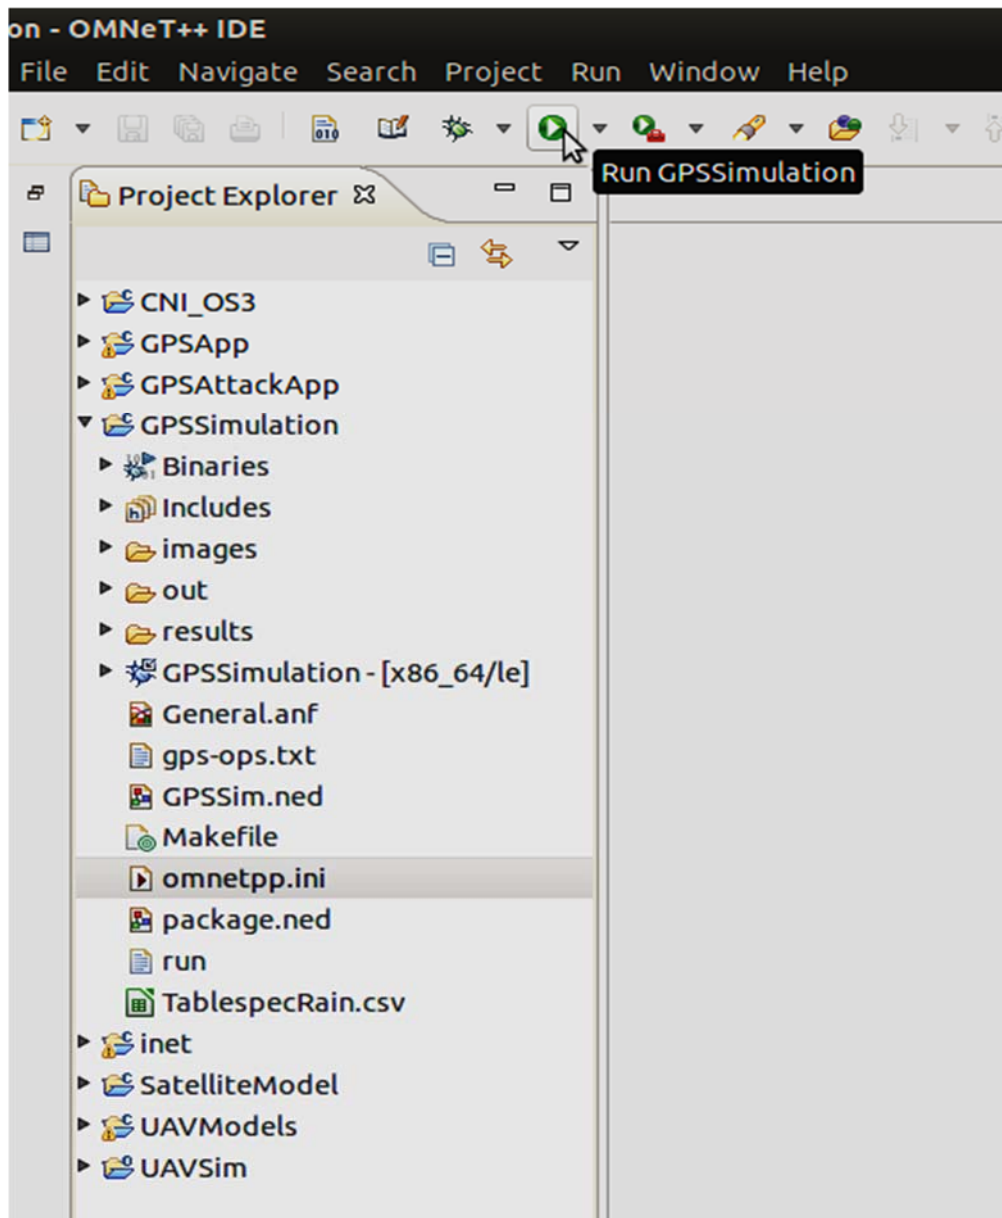 on - OMNeT++ IDE
File Edit Navigate Search Project Run Window Help
Run GPSSimulation
Project Explorer
CNI_OS3
GPSApp
GPSAttackApp
GPSSimulation
Binaries
Includes
images
out
results
GPSSimulation - [x86_64/le]
General.anf
gps-ops.txt
GPSSim.ned
Makefile
omnetpp.ini
package.ned
run
TablespecRain.csv
inet
SatelliteModel
UAVModels
UAVSim